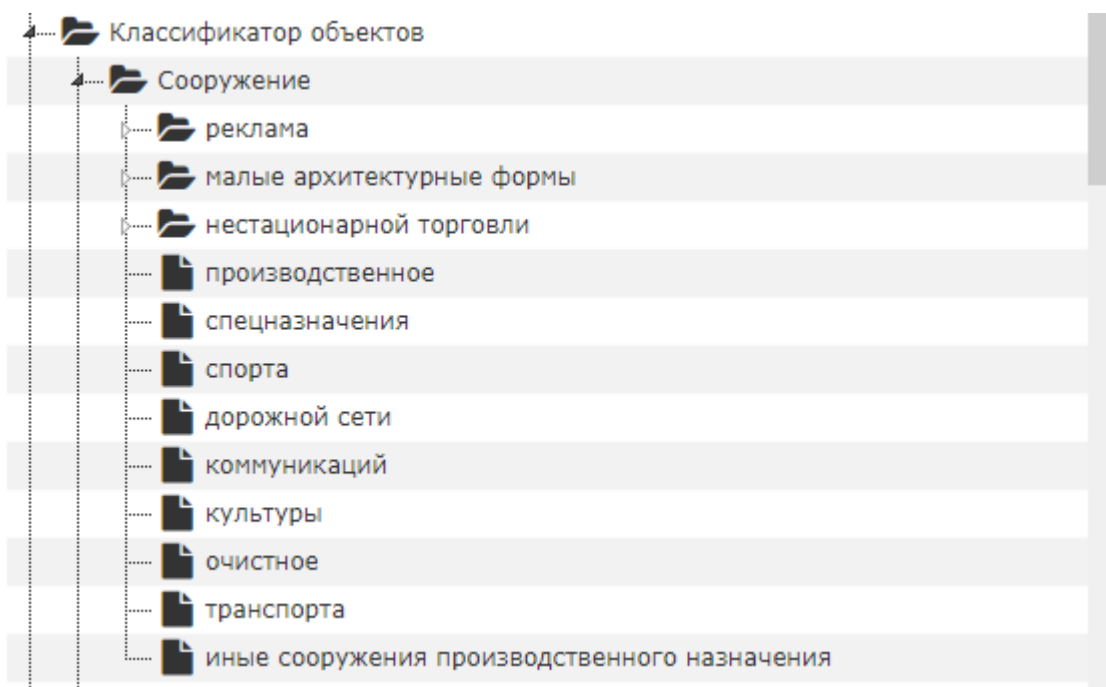 Классификатор объектов
Сооружение
реклама
малые архитектурные формы
нестационарной торговли
производственное
спецназначения
спорта
дорожной сети
коммуникаций
культуры
очистное
транспорта
иные сооружения производственного назначения